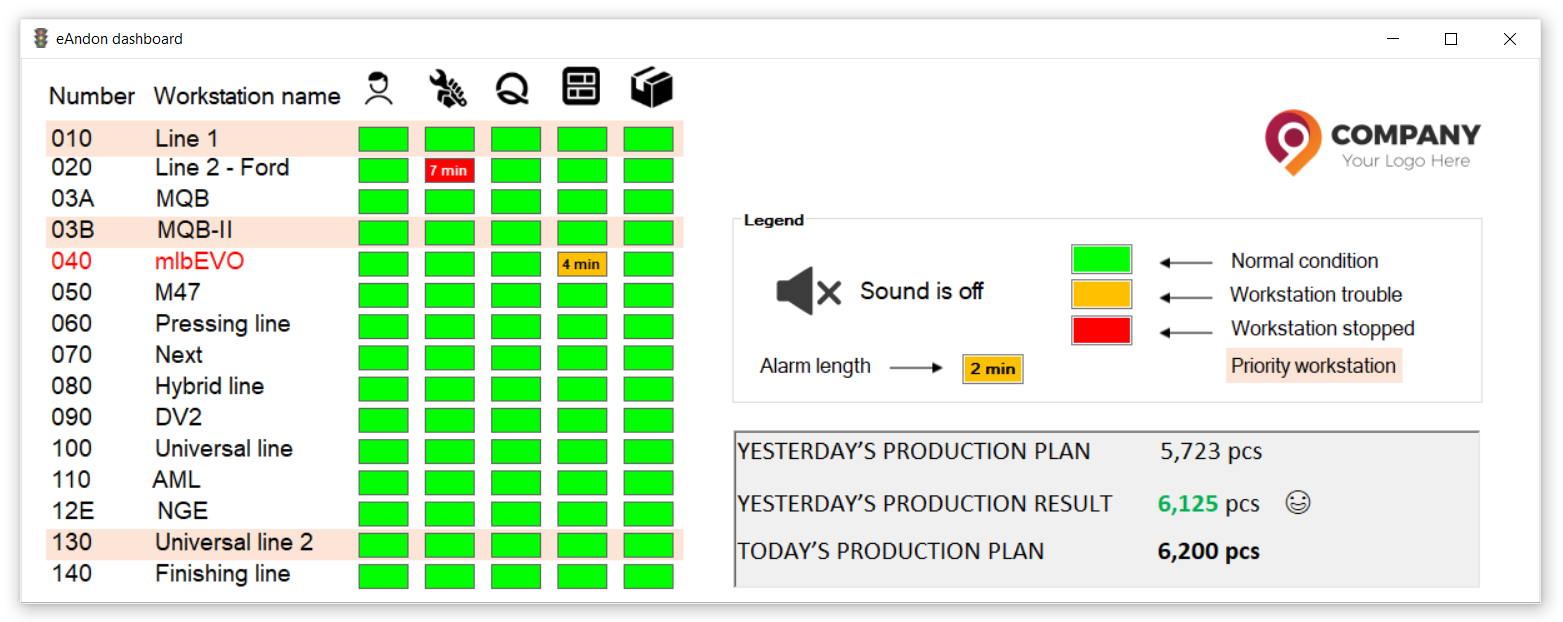 eAndon dashboard
Number Workstation name
010 Line 1
020 Line 2 - Ford 7 min
03A MQB
03B MQB-II
040 mlbEVO 4 min
050 M47
060 Pressing line
070 Next
080 Hybrid line
090 DV2
100 Universal line
110 AML
12E NGE
130 Universal line 2
140 Finishing line
COMPANY
Your Logo Here
Legend
Sound is off
Alarm length 2 min
Normal condition
Workstation trouble
Workstation stopped
Priority workstation
YESTERDAY’S PRODUCTION PLAN 5,723 pcs
YESTERDAY’S PRODUCTION RESULT 6,125 pcs
TODAY’S PRODUCTION PLAN 6,200 pcs